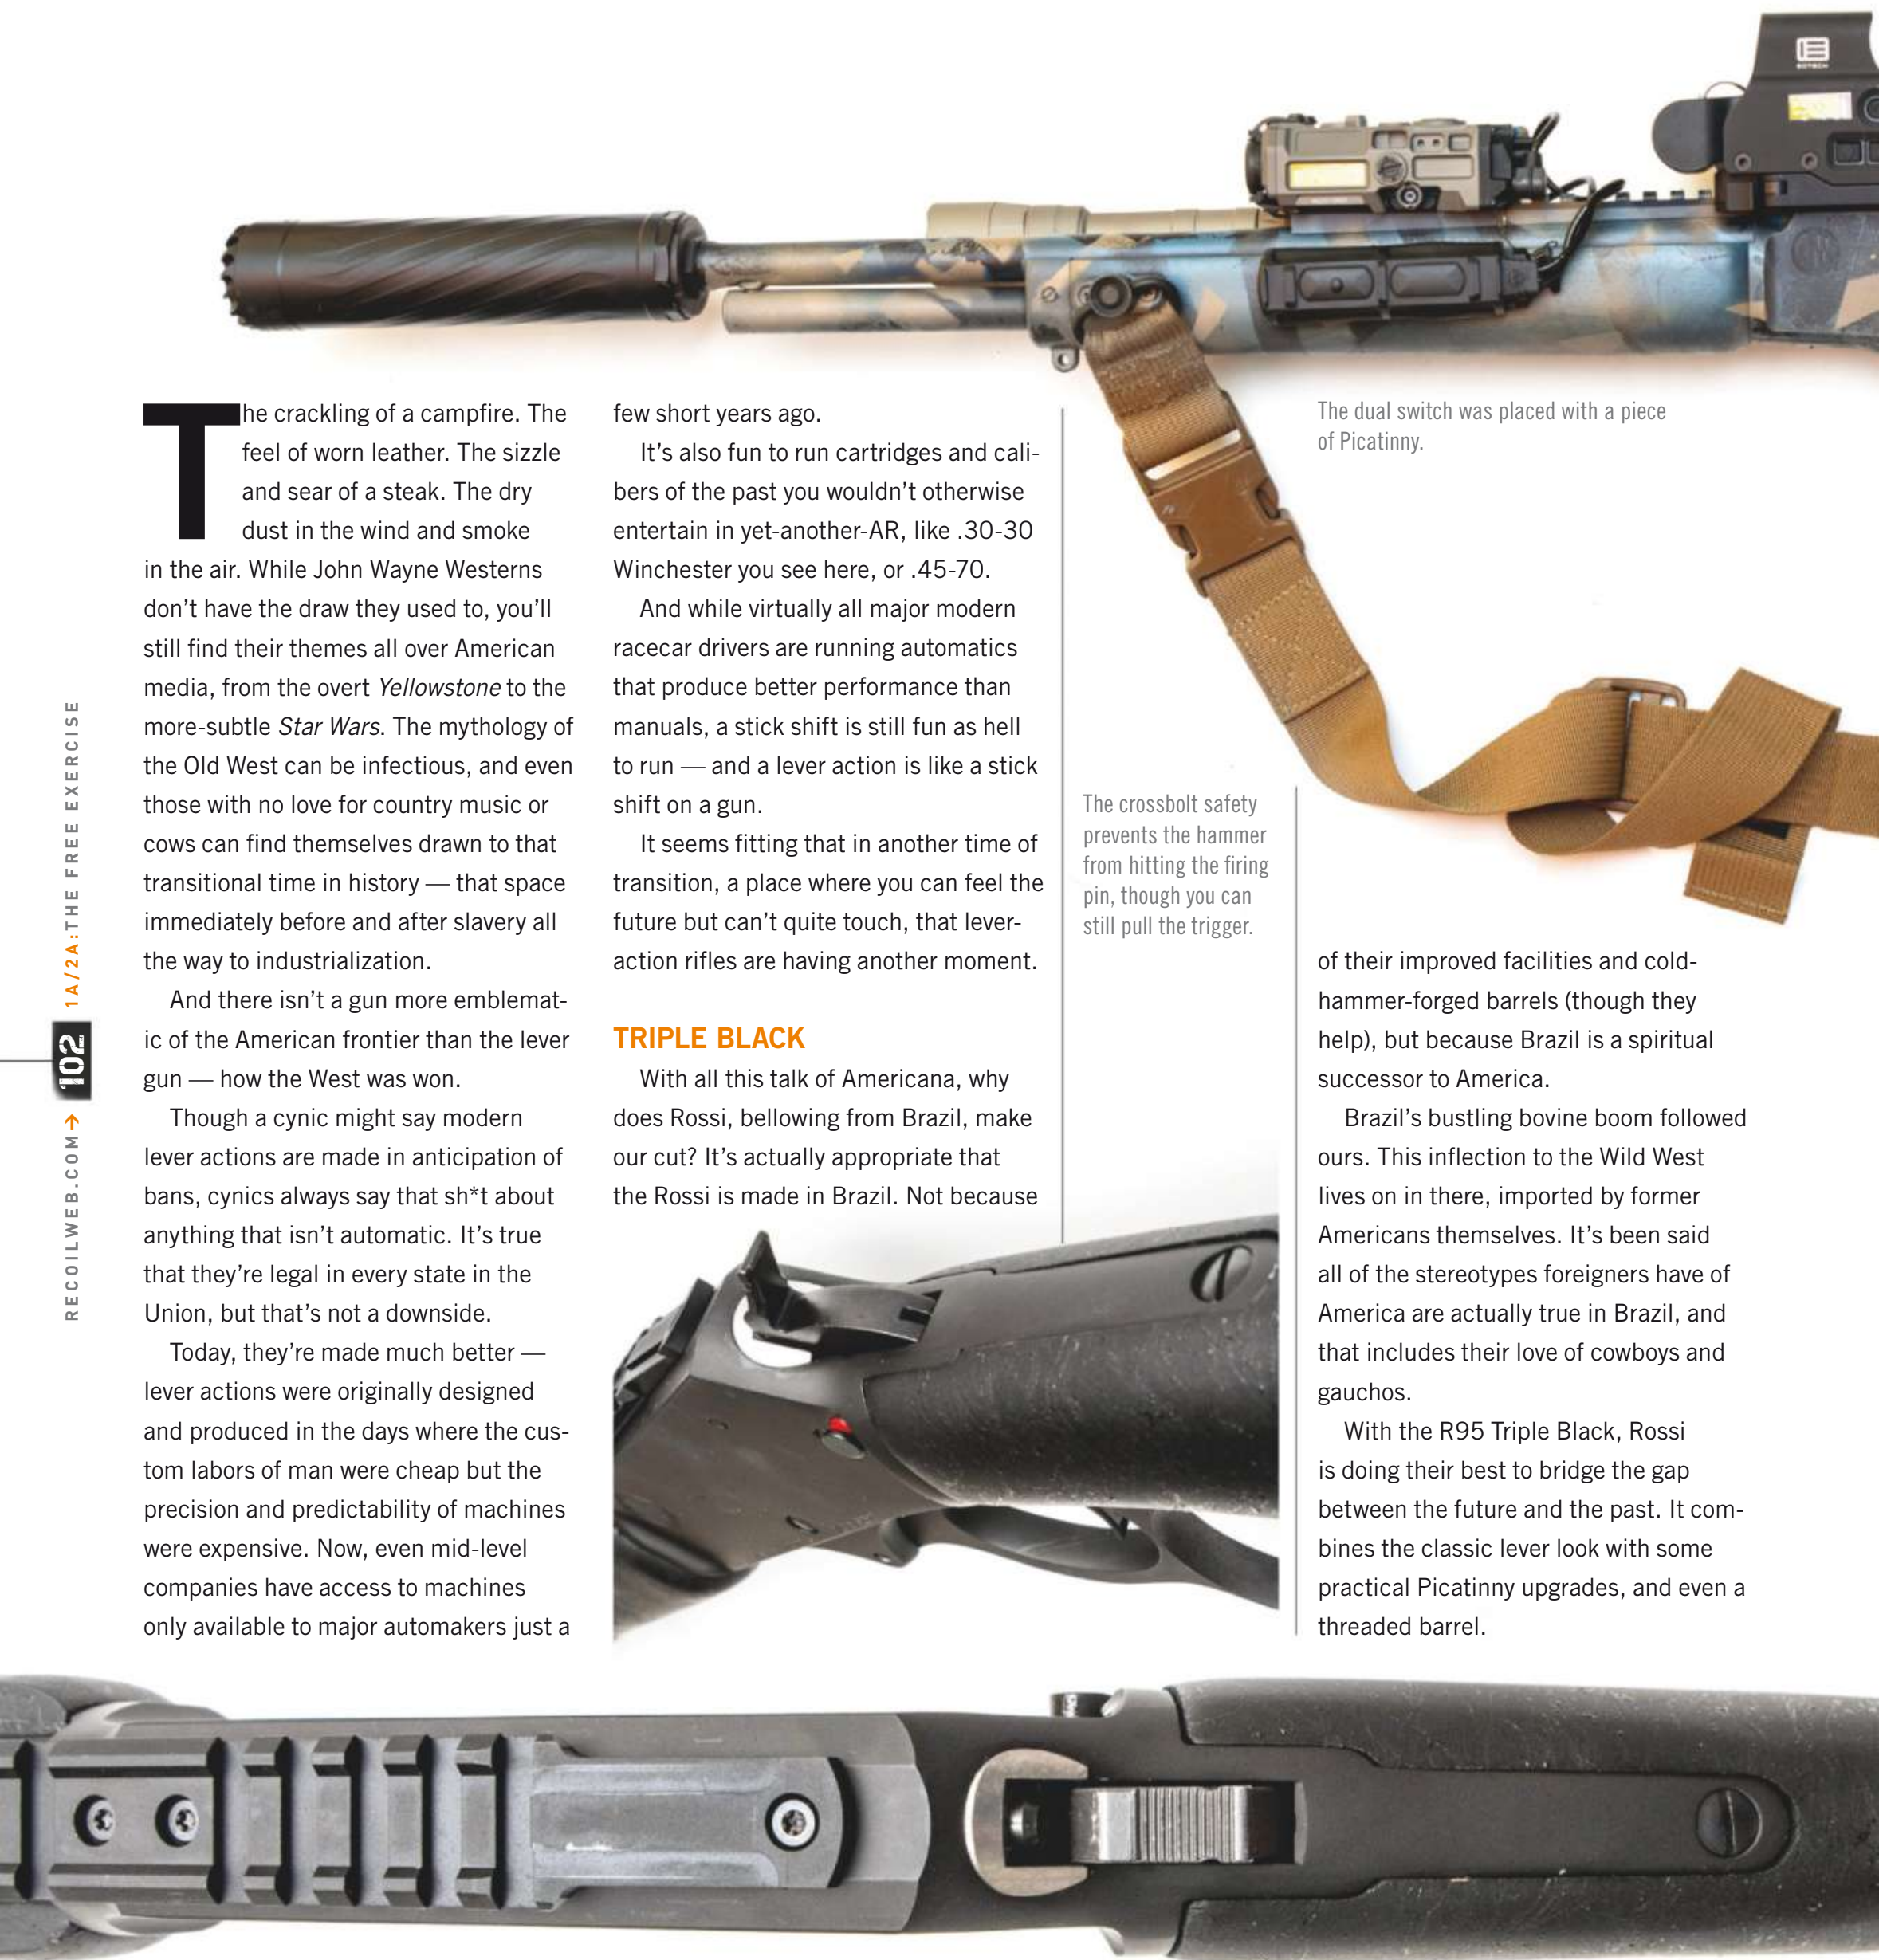 The crackling of a campfire. The
feel of worn leather. The sizzle
and sear of a steak. The dry
dust in the wind and smoke
in the air. While John Wayne Westerns
don't have the draw they used to, you'll
still find their themes all over American
media, from the overt Yellowstone to the
more-subtle Star Wars. The mythology of
the Old West can be infectious, and even
those with no love for country music or
cows can find themselves drawn to that
transitional time in history — that space
immediately before and after slavery all
the way to industrialization.
And there isn't a gun more emblemat-
ic of the American frontier than the lever
gun — how the West was won.
Though a cynic might say modern
lever actions are made in anticipation of
bans, cynics always say that sh*t about
anything that isn't automatic. It's true
that they're legal in every state in the
Union, but that's not a downside.
Today, they're made much better —
lever actions were originally designed
and produced in the days where the cus-
tom labors of man were cheap but the
precision and predictability of machines
were expensive. Now, even mid-level
companies have access to machines
only available to major automakers just a
few short years ago.
It's also fun to run cartridges and cali-
bers of the past you wouldn't otherwise
entertain in yet-another-AR, like .30-30
Winchester you see here, or .45-70.
And while virtually all major modern
racecar drivers are running automatics
that produce better performance than
manuals, a stick shift is still fun as hell
to run — and a lever action is like a stick
shift on a gun.
It seems fitting that in another time of
transition, a place where you can feel the
future but can't quite touch, that lever-
action rifles are having another moment.
TRIPLE BLACK
With all this talk of Americana, why
does Rossi, bellowing from Brazil, make
our cut? It's actually appropriate that
the Rossi is made in Brazil. Not because
of their improved facilities and cold-
hammer-forged barrels (though they
help), but because Brazil is a spiritual
successor to America.
Brazil's bustling bovine boom followed
ours. This inflection to the Wild West
lives on in there, imported by former
Americans themselves. It's been said
all of the stereotypes foreigners have of
America are actually true in Brazil, and
that includes their love of cowboys and
gauchos.
With the R95 Triple Black, Rossi
is doing their best to bridge the gap
between the future and the past. It com-
bines the classic lever look with some
practical Picatinny upgrades, and even a
threaded barrel.
The dual switch was placed with a piece
of Picatinny.
The crossbolt safety
prevents the hammer
from hitting the firing
pin, though you can
still pull the trigger.
EOTECH
RECOILWEB.COM→ 102 1A/2A:THE FREE EXERCISE